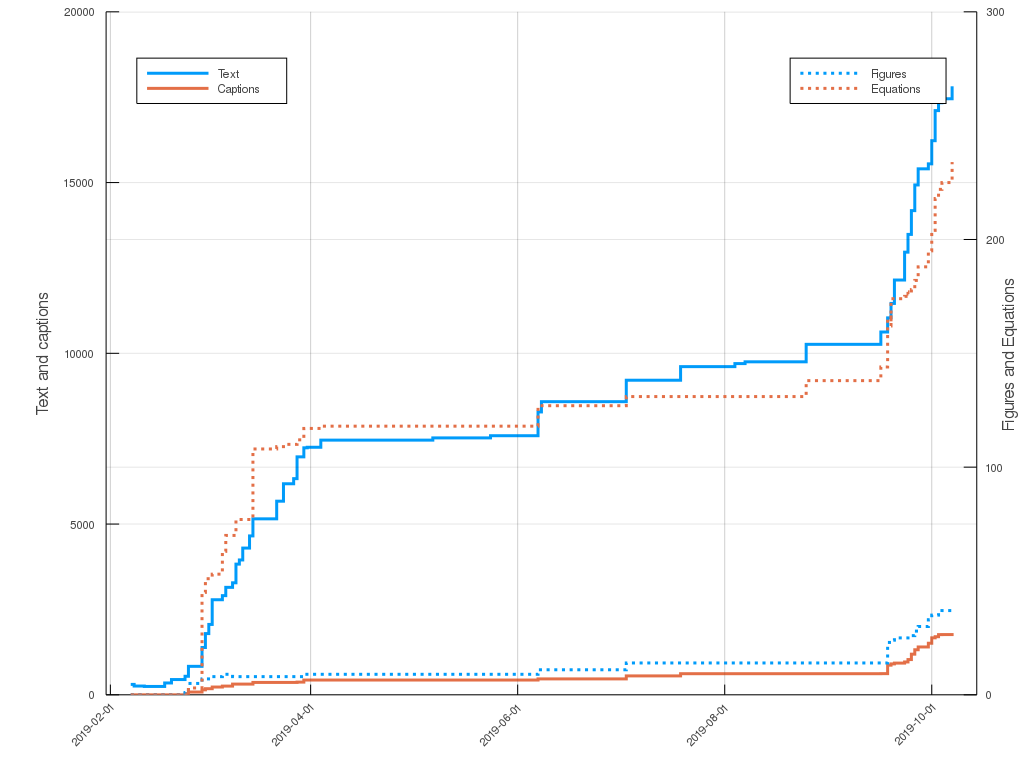 20000
300
Text
Captions
Figures
Equations
15000
200
Text and captions
Figures and Equations
10000
100
5000
0
0
2019-02-01
2019-04-01
2019-06-01
2019-08-01
2019-10-01